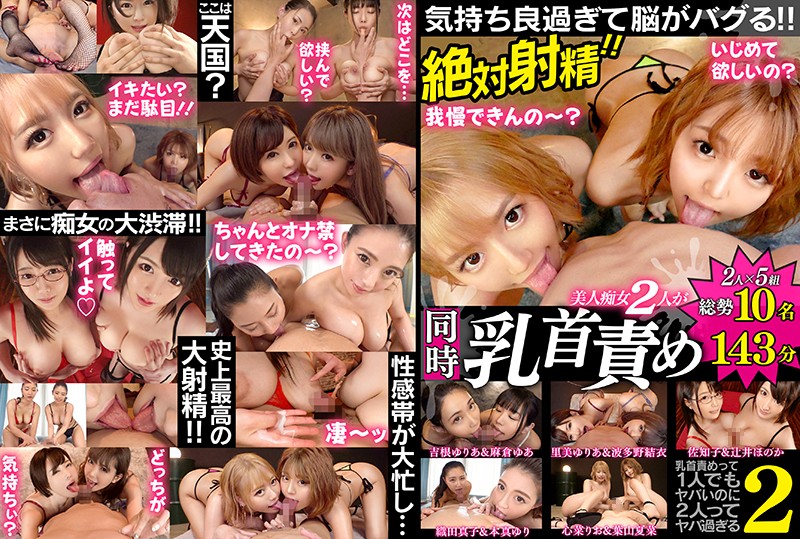 ここは
天国？
次はどこを…
挟んで
欲しい？
イキたい？
まだ駄目!!
まさに痴女の大渋滞!!
触って
イイよ♡
ちゃんとオナ禁
してきたの～？
史上最高の
大射精!!
性感帯が大忙し…
凄～ッ
気持ちぃ？
どっちが
気持ち良過ぎて脳がバグる!!
絶対射精!!
いじめて
欲しいの？
我慢できんの～？
美人痴女2人が
同時
乳首責め
2人×5組
総勢10名
143分
吉根ゆりあ&麻倉ゆあ
里美ゆりあ&波多野結衣
佐知子&辻井ほのか
織田真子&本真ゆり
心菜りお&葉山夏菜
乳首責めって
1人でも
ヤバいのに
2人って
ヤバ過ぎる
2